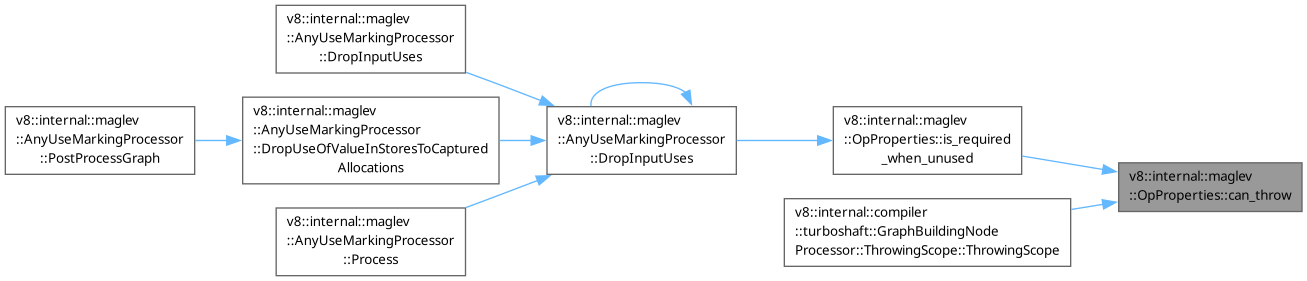 v8::internal::maglev
::AnyUseMarkingProcessor
::PostProcessGraph
v8::internal::maglev
::AnyUseMarkingProcessor
::DropInputUses
v8::internal::maglev
::AnyUseMarkingProcessor
::DropUseOfValueInStoresToCaptured
Allocations
v8::internal::maglev
::AnyUseMarkingProcessor
::Process
v8::internal::maglev
::AnyUseMarkingProcessor
::DropInputUses
v8::internal::maglev
::OpProperties::is_required
_when_unused
v8::internal::compiler
::turboshaft::GraphBuildingNode
Processor::ThrowingScope::ThrowingScope
v8::internal::maglev
::OpProperties::can_throw